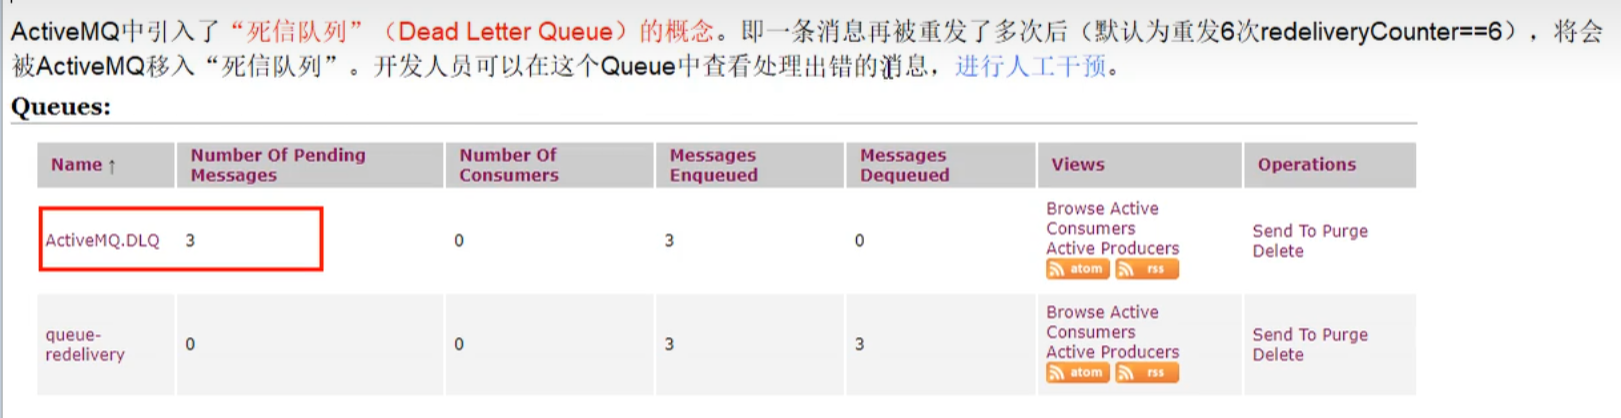 ActiveMQ中引入了“死信队列”（Dead Letter Queue）的概念。即一条消息再被重发了多次后（默认为重发6次redeliveryCounter==6），将会
被ActiveMQ移入“死信队列”。开发人员可以在这个Queue中查看处理出错的消息，进行人工干预。
Queues:
Name ↑ Number Of Pending Messages Number Of Consumers Messages Enqueued Messages Dequeued Views Operations
ActiveMQ.DLQ 3 0 3 0 Browse Active Consumers Active Producers atom rss Send To Purge Delete
queue-redelivery 0 0 3 3 Browse Active Consumers Active Producers atom rss Send To Purge Delete